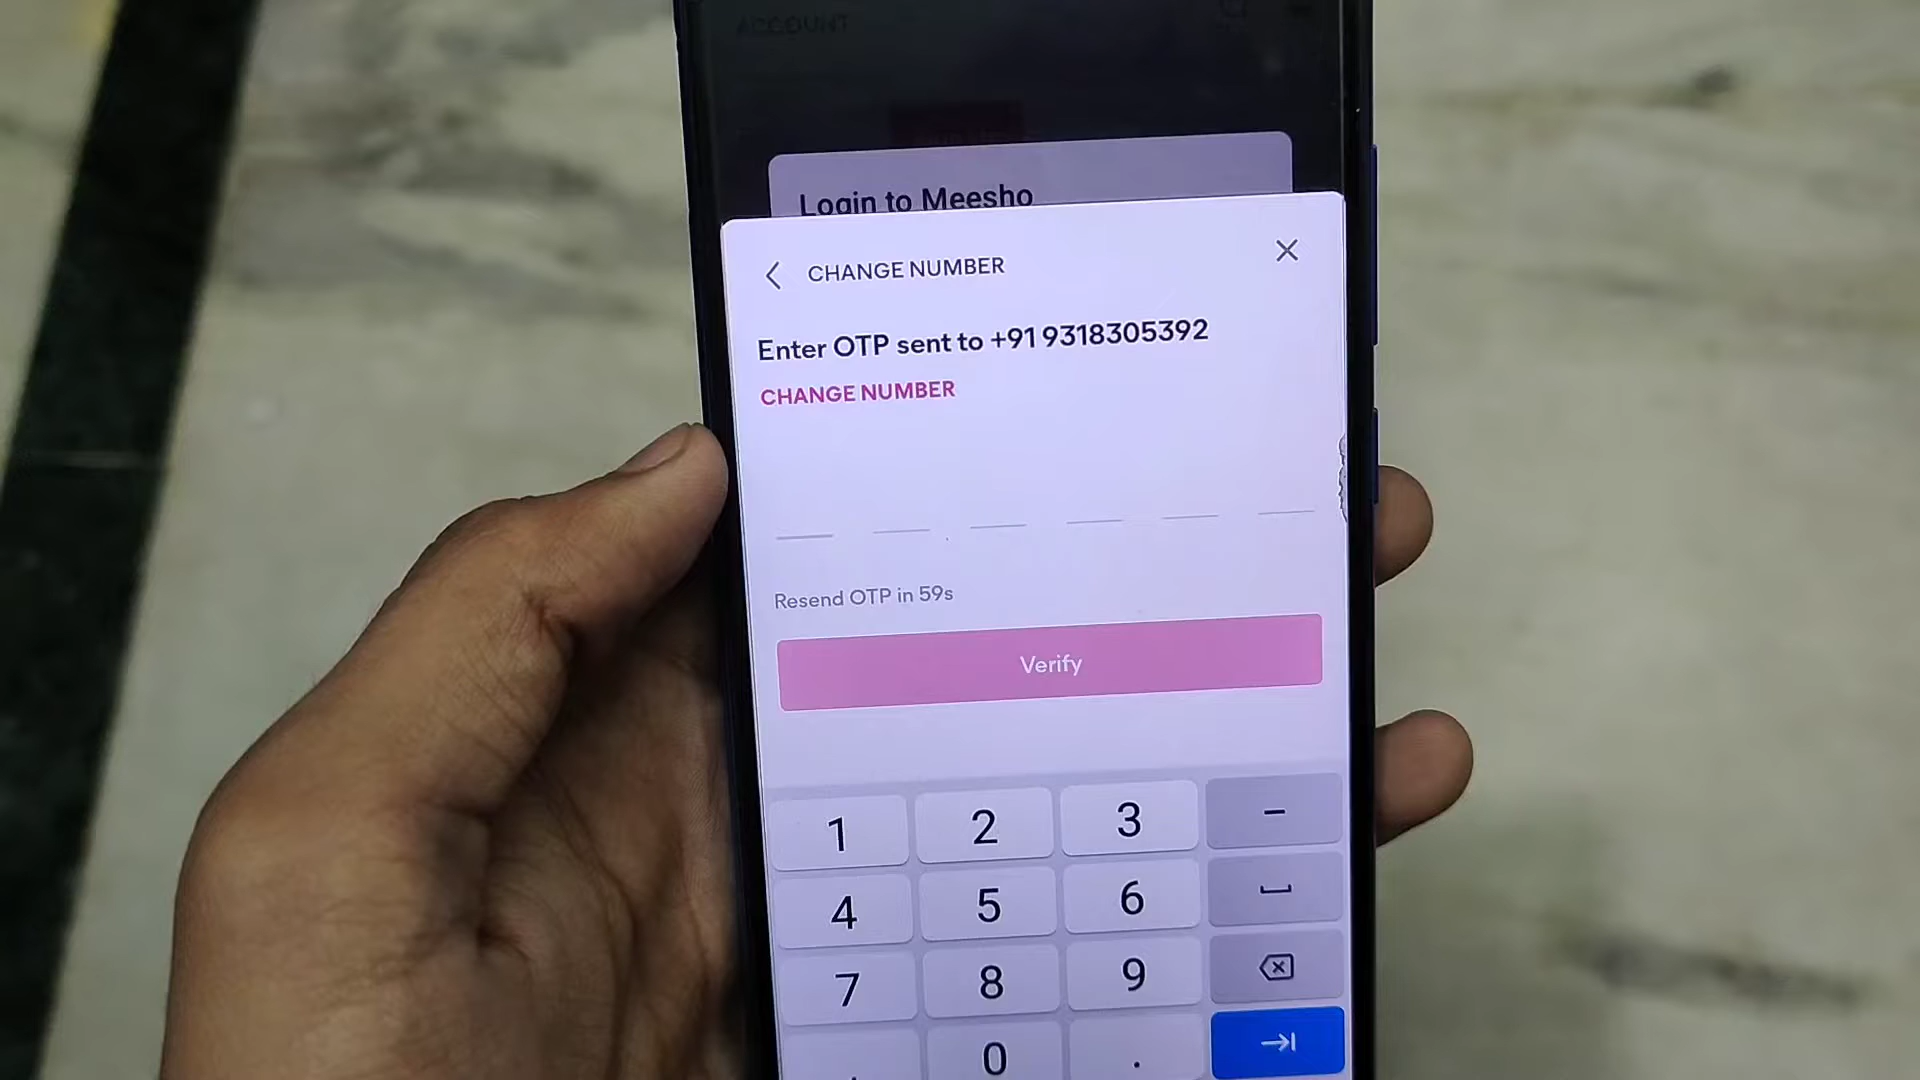 ACCOUNT
Login to Meesho
CHANGE NUMBER
Enter OTP sent to +91 9318305392
CHANGE NUMBER
Resend OTP in 59s
Verify
1 2 3 –
4 5 6
7 8 9
0 .